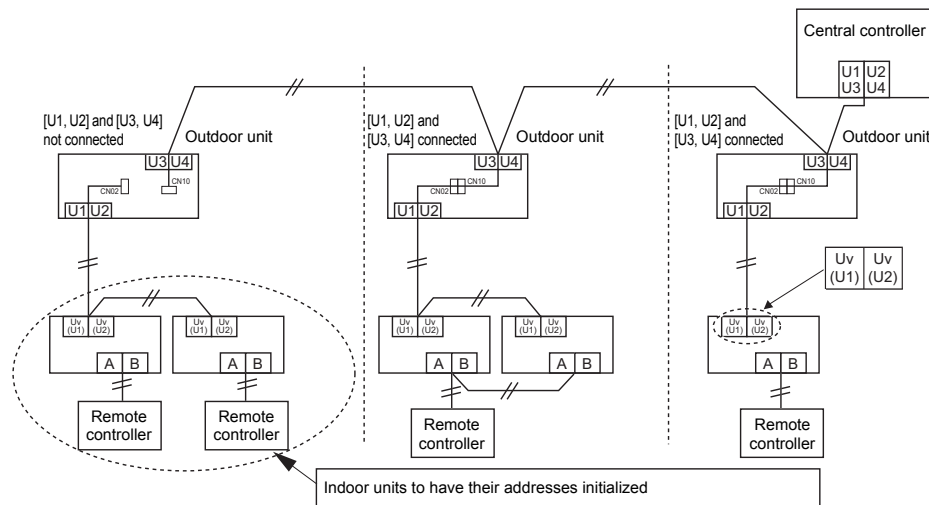 Central controller
U1 U2
U3 U4
[U1, U2] and [U3, U4]
not connected
Outdoor unit
[U1, U2] and
[U3, U4] connected
Outdoor unit
[U1, U2] and
[U3, U4] connected
Outdoor unit
U3 U4
CN02
CN10
U1 U2
U3 U4
CN02
CN10
U1 U2
U3 U4
CN02
CN10
U1 U2
Uv Uv
(U1) (U2)
Uv Uv
(U1) (U2)
Uv Uv
(U1) (U2)
Uv Uv
(U1) (U2)
Uv Uv
(U1) (U2)
Uv Uv
(U1) (U2)
A B
A B
A B
A B
A B
Remote
controller
Remote
controller
Remote
controller
Remote
controller
Indoor units to have their addresses initialized